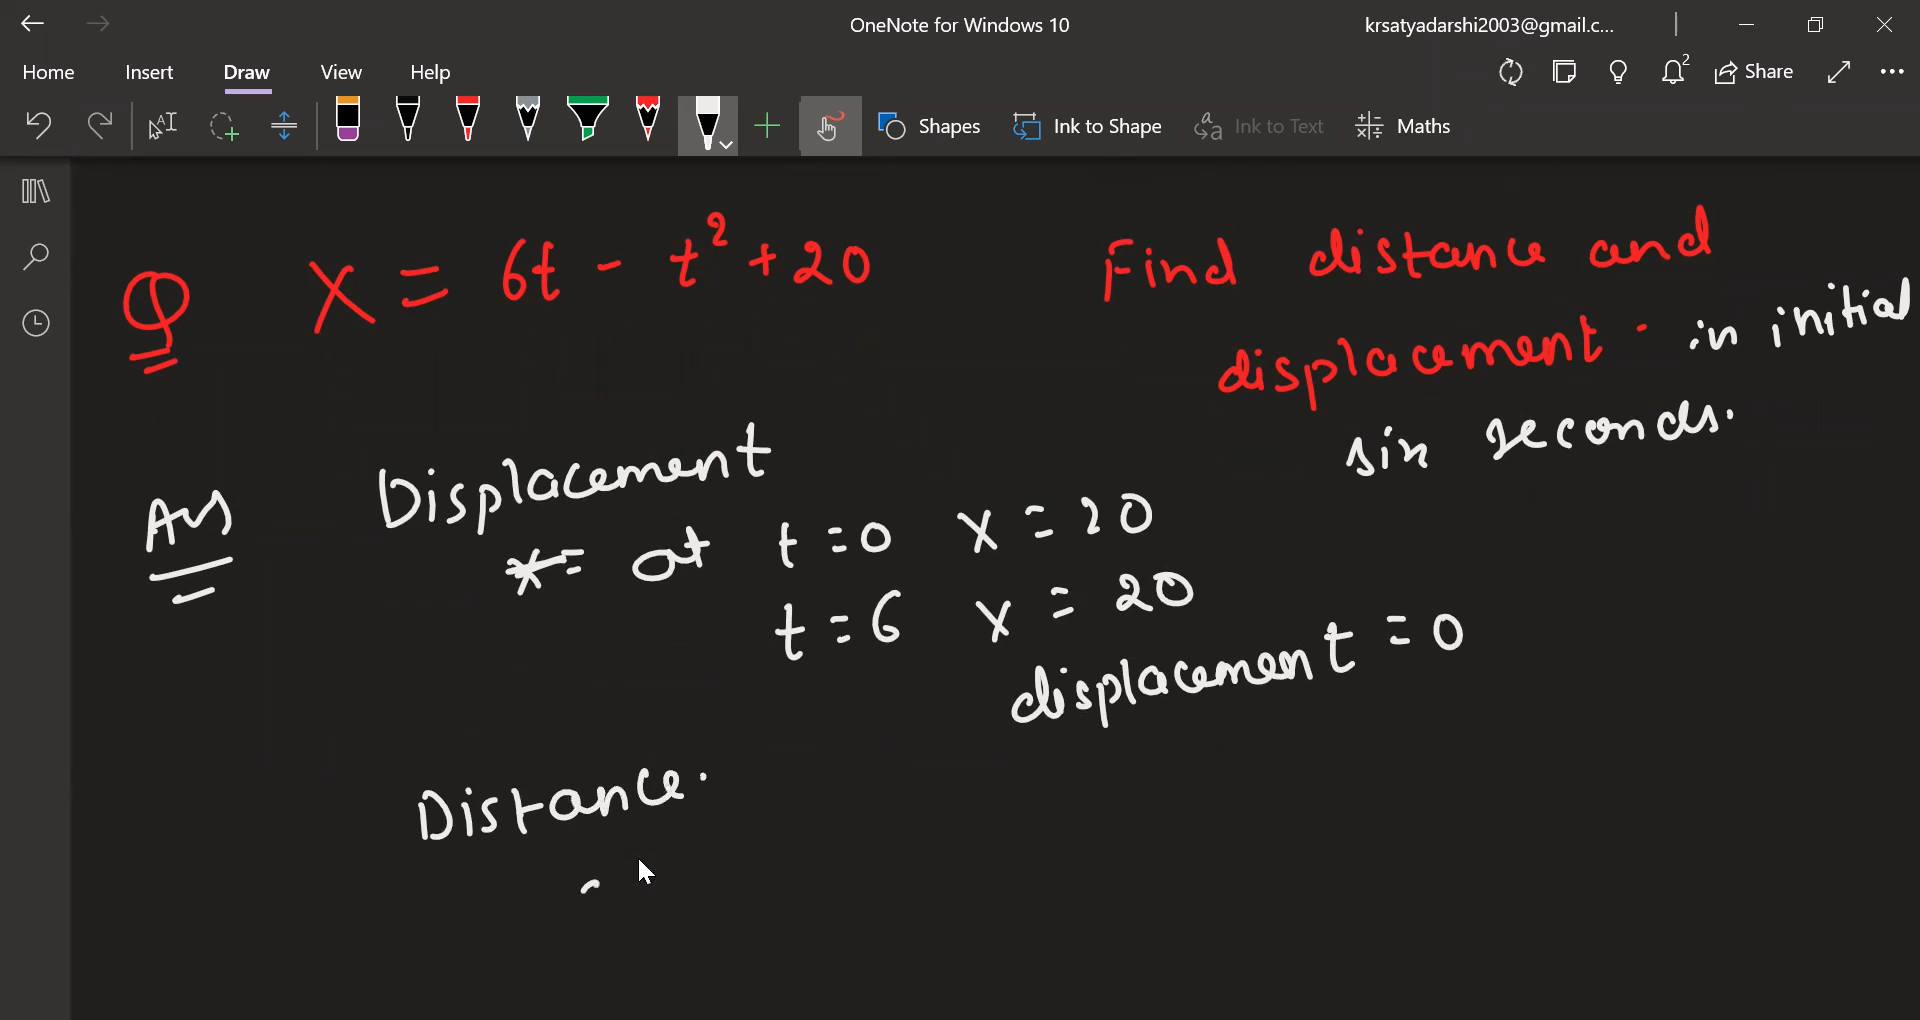 OneNote for Windows 10
krsatyadarshi2003@gmail.c...
Home Insert Draw View Help
2 Share
Shapes Ink to Shape Ink to Text Maths
Q X = 6t - t² + 20 Find distance and
displacement. in initial
six seconds.
Ans Displacement
at t = 0 x = 20
t = 6 x = 20
displacement = 0
Distance.